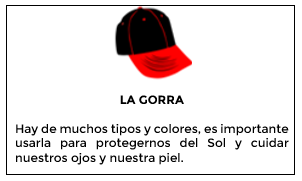 LA GORRA
Hay de muchos tipos y colores, es importante
usarla para protegernos del Sol y cuidar
nuestros ojos y nuestra piel.